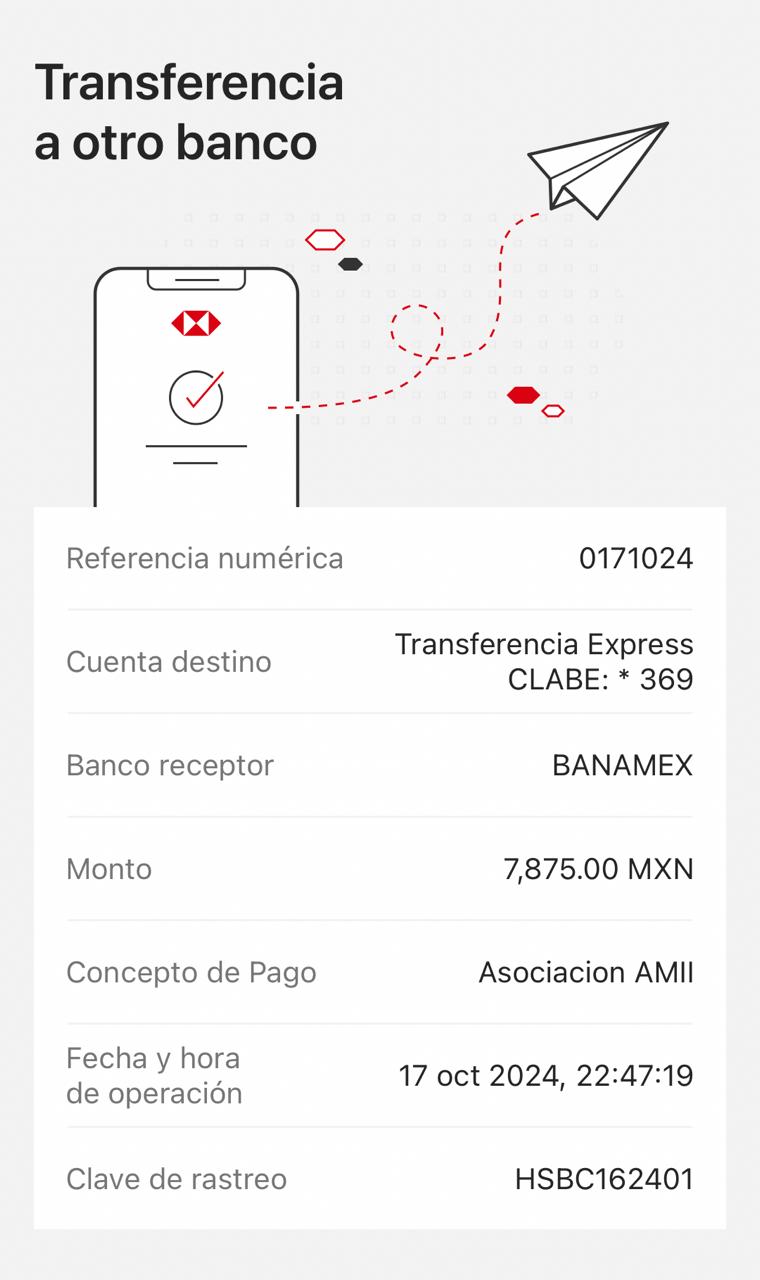 Transferencia
a otro banco
Referencia numérica 0171024
Cuenta destino Transferencia Express
CLABE: * 369
Banco receptor BANAMEX
Monto 7,875.00 MXN
Concepto de Pago Asociacion AMII
Fecha y hora
de operación 17 oct 2024, 22:47:19
Clave de rastreo HSBC162401